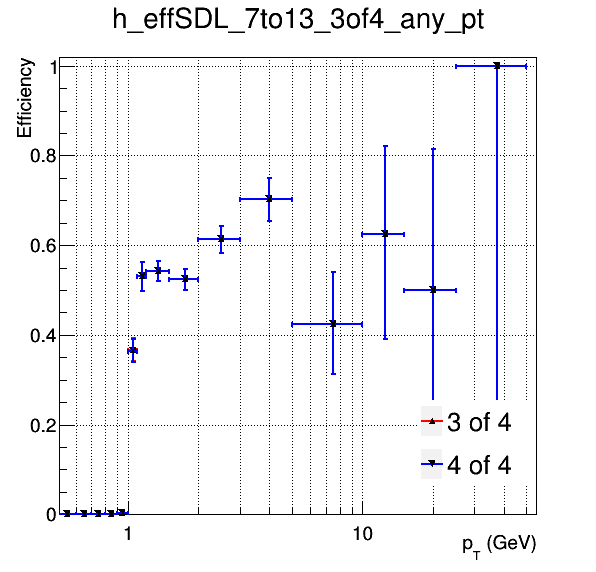 h_effSDL_7to13_3of4_any_pt
Efficiency
1
0.8
0.6
0.4
0.2
0
3 of 4
4 of 4
1
10
p_T (GeV)